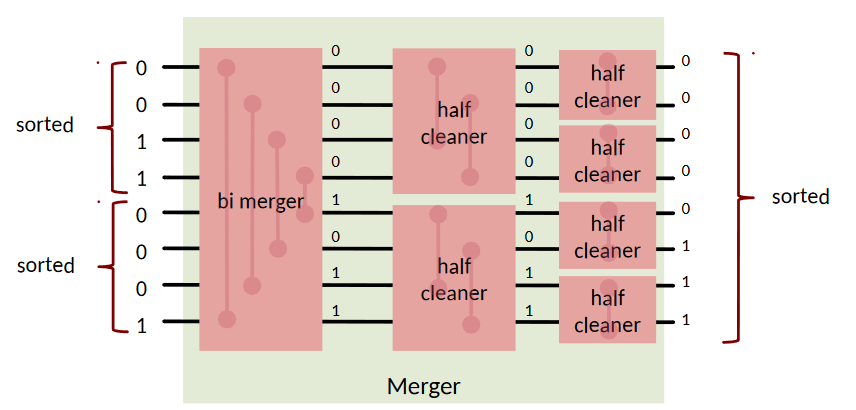 0 0 0 0
0 0 0 0
half
half cleaner
1 0 0 0
cleaner
half
sorted
1 0 0 0
cleaner
bi merger
0 1 1 0
half
sorted
0 0 0 1
cleaner
half
sorted
0 1 1 1
cleaner
half
1 1 1 1
cleaner
Merger